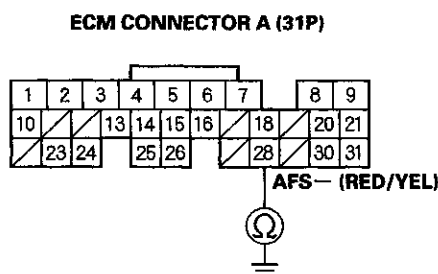 ECM CONNECTOR A (31P)
1 2 3 4 5 6 7 8 9
10 13 14 15 16 18 20 21
23 24 25 26 28 30 31
AFS— (RED/YEL)
Ω